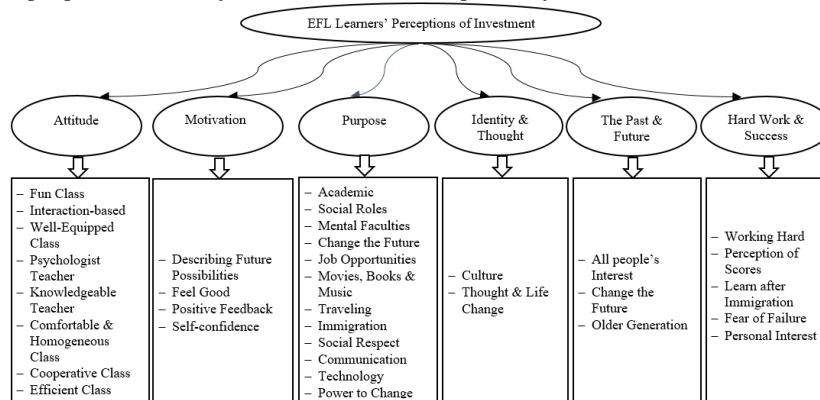 EFL Learners' Perceptions of Investment
Attitude
Motivation
Purpose
Identity &
Thought
The Past &
Future
Hard Work &
Success
– Fun Class
– Interaction-based
– Well-Equipped
Class
– Psychologist
Teacher
– Knowledgeable
Teacher
– Comfortable &
Homogeneous
Class
– Cooperative Class
– Efficient Class
– Describing Future
Possibilities
– Feel Good
– Positive Feedback
– Self-confidence
– Academic
– Social Roles
– Mental Faculties
– Change the Future
– Job Opportunities
– Movies, Books &
Music
– Traveling
– Immigration
– Social Respect
– Communication
– Technology
– Power to Change
– Culture
– Thought & Life
Change
– All people's
Interest
– Change the
Future
– Older Generation
– Working Hard
– Perception of
Scores
– Learn after
Immigration
– Fear of Failure
– Personal Interest